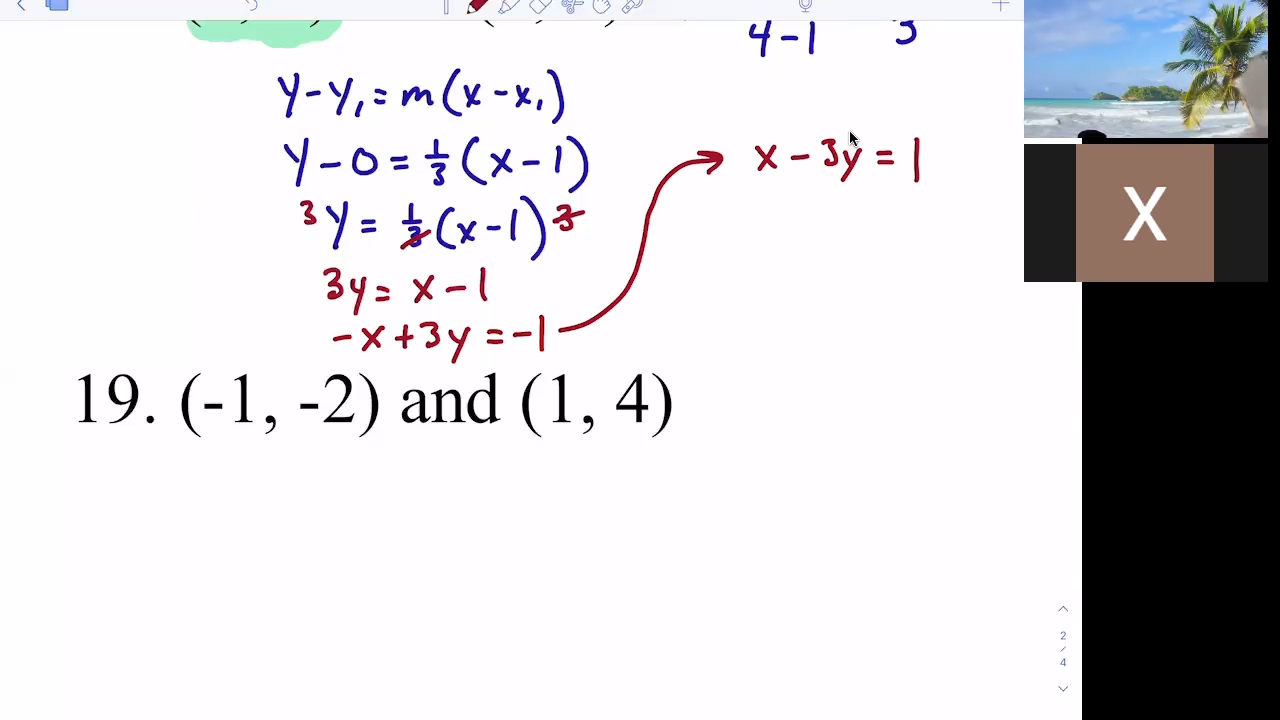 4-1 3
y-y₁=m(x-x₁)
y-0=1/3(x-1)
x-3y=1
3y=1/3(x-1)3
3y=x-1
-x+3y=-1
19. (-1, -2) and (1, 4)
X
2
/
4